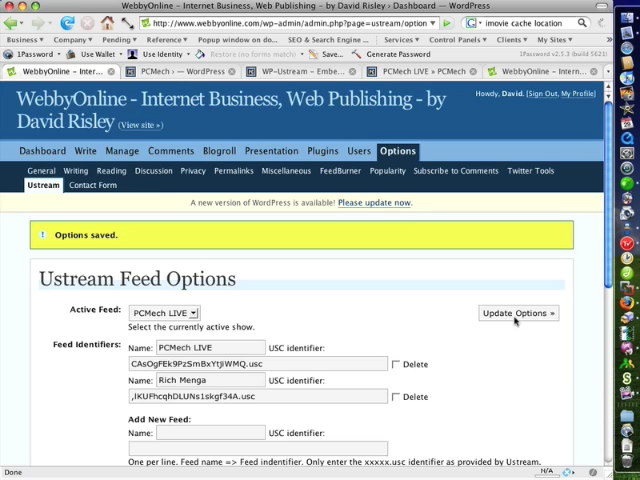 WebbyOnline - Internet Business, Web Publishing - by David Risley › Dashboard — WordPress
http://www.webbyonline.com/wp-admin/admin.php?page=ustream/option
imovie cache location
Business Company Pending Reference Popup window on do... SEO & Search Engine ... Services Control Panels Clients My Sites
1Password Use Wallet Use Identity (no forms match) Save... Generate Password 1Password v2.5.3 (build 5621)
WebbyOnline - Inter... PCMech › — WordPress WP-Ustream - Embe... PCMech LIVE » PCMech WebbyOnline - Intern...
WebbyOnline - Internet Business, Web Publishing - by
David Risley (View site »)
Howdy, David. [Sign Out, My Profile]
Dashboard Write Manage Comments Blogroll Presentation Plugins Users Options
General Writing Reading Discussion Privacy Permalinks Miscellaneous FeedBurner Popularity Subscribe to Comments Twitter Tools
Ustream Contact Form
A new version of WordPress is available! Please update now.
Options saved.
Ustream Feed Options
Active Feed: PCMech LIVE Update Options »
Select the currently active show.
Feed Identifiers: Name: PCMech LIVE USC identifier:
CAsOgFEk9PzSmBxYtJiWMQ.usc Delete
Name: Rich Menga USC identifier:
,lKUFhcqhDLUNs1skgf34A.usc Delete
Add New Feed:
Name: USC identifier:
One per line. Feed name => Feed indentifier. Only enter the xxxxx.usc identifier as provided by Ustream.
Done N/A